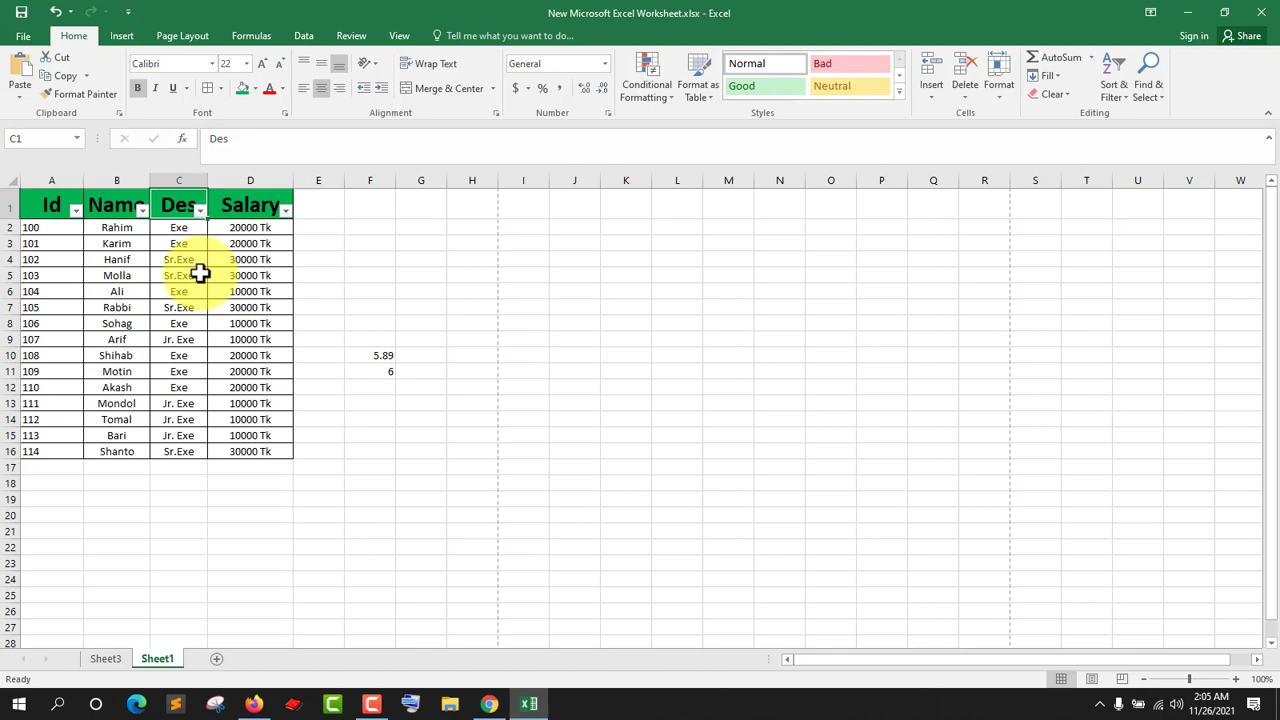 New Microsoft Excel Worksheet.xlsx - Excel
File Home Insert Page Layout Formulas Data Review View Tell me what you want to do... Sign in Share
Paste Cut Copy Format Painter Clipboard
Calibri 22 A A B I U A Font
Wrap Text Merge & Center Alignment
General $ % , Number
Conditional Formatting Format as Table Normal Bad Good Neutral Styles
Insert Delete Format Cells
AutoSum Fill Clear Sort & Filter Find & Select Editing
C1 fx Des
A B C D E F G H I J K L M N O P Q R S T U V W
1 Id Name Des Salary
2 100 Rahim Exe 20000 Tk
3 101 Karim Exe 20000 Tk
4 102 Hanif Sr.Exe 30000 Tk
5 103 Molla Sr.Exe 30000 Tk
6 104 Ali Exe 10000 Tk
7 105 Rabbi Sr.Exe 30000 Tk
8 106 Sohag Exe 10000 Tk
9 107 Arif Jr. Exe 10000 Tk
10 108 Shihab Exe 20000 Tk 5.89
11 109 Motin Exe 20000 Tk 6
12 110 Akash Exe 20000 Tk
13 111 Mondol Jr. Exe 10000 Tk
14 112 Tomal Jr. Exe 10000 Tk
15 113 Bari Jr. Exe 10000 Tk
16 114 Shanto Sr.Exe 30000 Tk
17
18
19
20
21
22
23
24
25
26
27
28
Sheet3 Sheet1
Ready 100%
2:05 AM
11/26/2021